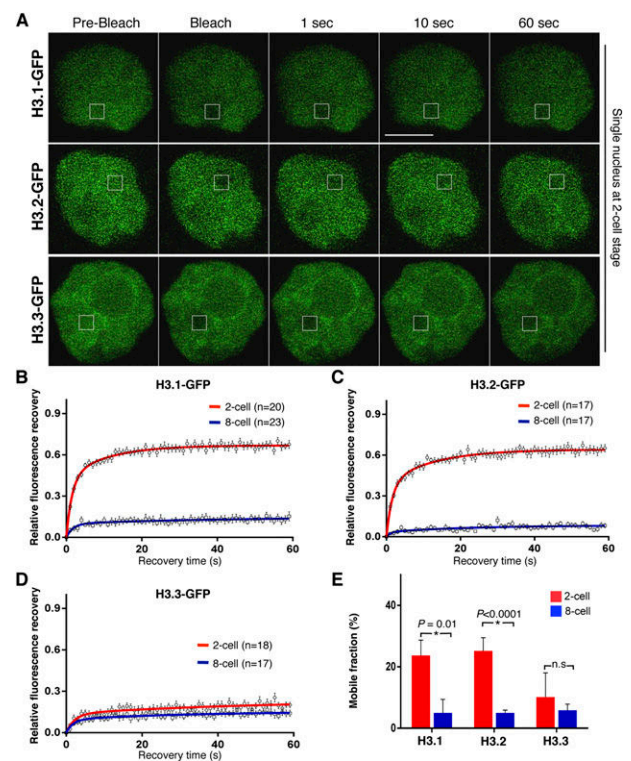 A
Pre-Bleach Bleach 1 sec 10 sec 60 sec
H3.1-GFP
H3.2-GFP
H3.3-GFP
Single nucleus at 2-cell stage
B
H3.1-GFP
Relative fluorescence recovery
0.9
0.6
0.3
0.0
2-cell (n=20)
8-cell (n=23)
0 20 40 60
Recovery time (s)
C
H3.2-GFP
Relative fluorescence recovery
0.9
0.6
0.3
0.0
2-cell (n=17)
8-cell (n=17)
0 20 40 60
Recovery time (s)
D
H3.3-GFP
Relative fluorescence recovery
0.9
0.6
0.3
0.0
2-cell (n=18)
8-cell (n=17)
0 20 40 60
Recovery time (s)
E
Mobile fraction (%)
40
20
0
2-cell
8-cell
P = 0.01
*
P<0.0001
*
n.s
H3.1 H3.2 H3.3